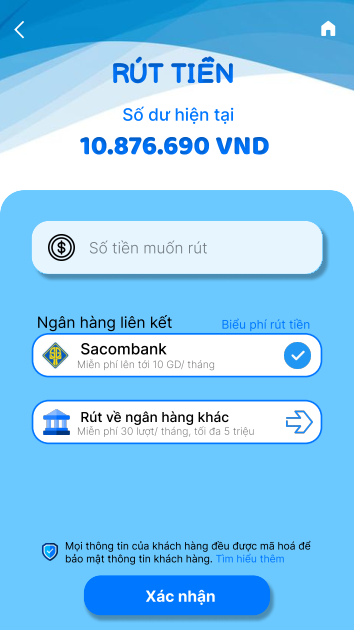 RÚT TIỀN
Số dư hiện tại
10.876.690 VND
Số tiền muốn rút
Ngân hàng liên kết
Biểu phí rút tiền
Sacombank
Miễn phí lên tới 10 GD/ tháng
Rút về ngân hàng khác
Miễn phí 30 lượt/ tháng, tối đa 5 triệu
Mọi thông tin của khách hàng đều được mã hoá để
bảo mật thông tin khách hàng. Tìm hiểu thêm
Xác nhận